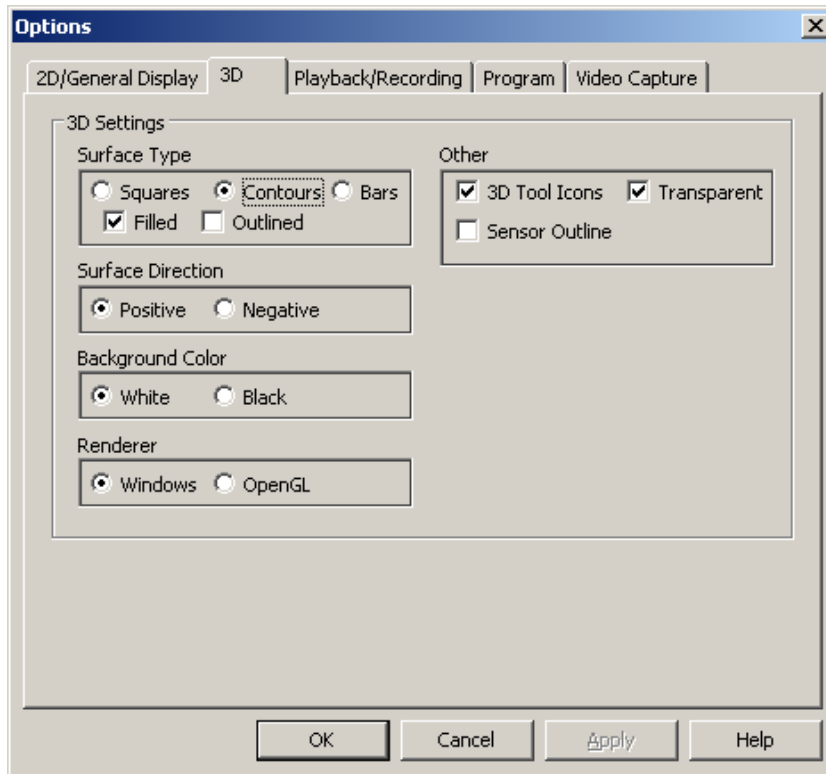 Options
2D/General Display 3D Playback/Recording Program Video Capture
3D Settings
Surface Type
Squares Contours Bars
Filled Outlined
Other
3D Tool Icons Transparent
Sensor Outline
Surface Direction
Positive Negative
Background Color
White Black
Renderer
Windows OpenGL
OK Cancel Apply Help